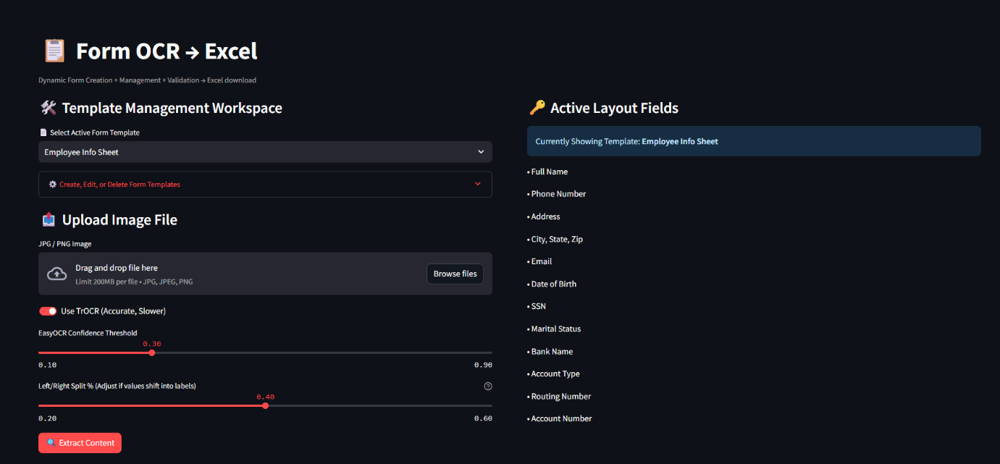 Form OCR → Excel
Dynamic Form Creation + Management + Validation → Excel download
Template Management Workspace
Select Active Form Template
Employee Info Sheet
Create, Edit, or Delete Form Templates
Upload Image File
JPG / PNG Image
Drag and drop file here
Limit 200MB per file • JPG, JPEG, PNG
Browse files
Use TrOCR (Accurate, Slower)
EasyOCR Confidence Threshold
0.30
0.10 0.90
Left/Right Split % (Adjust if values shift into labels)
0.40
0.20 0.60
Extract Content
Active Layout Fields
Currently Showing Template: Employee Info Sheet
• Full Name
• Phone Number
• Address
• City, State, Zip
• Email
• Date of Birth
• SSN
• Marital Status
• Bank Name
• Account Type
• Routing Number
• Account Number